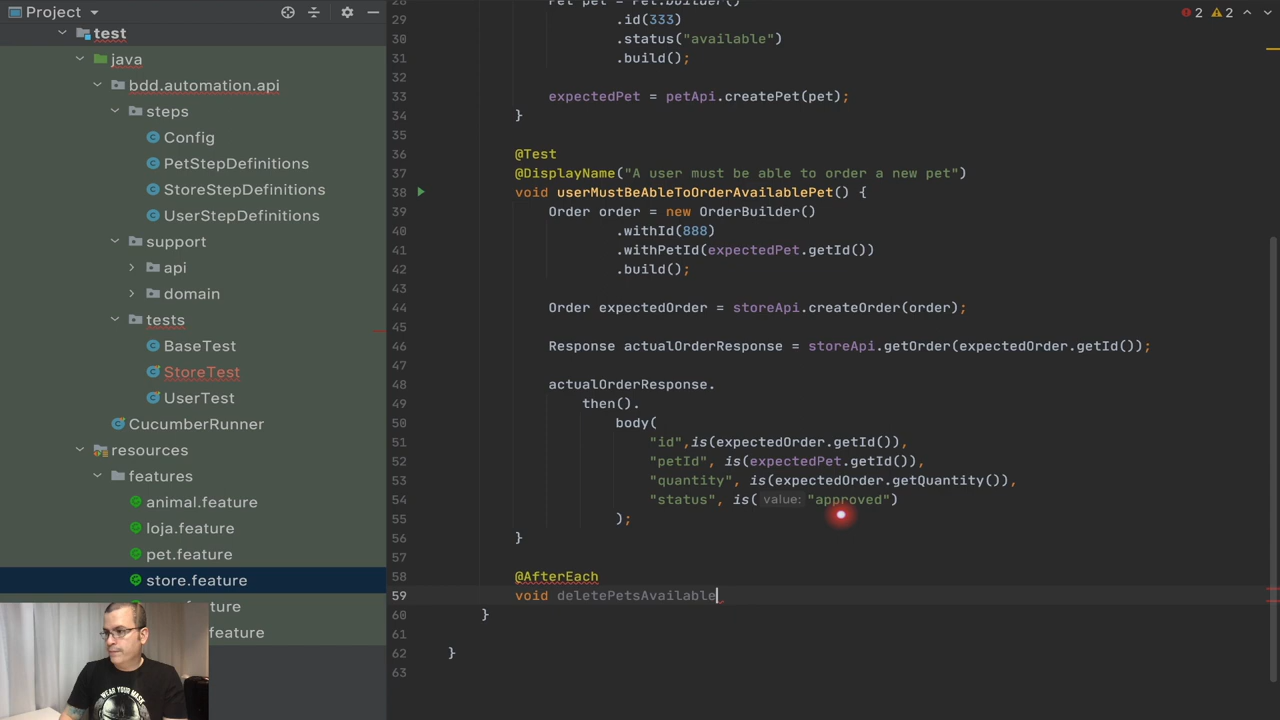 Project
test
java
bdd.automation.api
steps
Config
PetStepDefinitions
StoreStepDefinitions
UserStepDefinitions
support
api
domain
tests
BaseTest
StoreTest
UserTest
CucumberRunner
resources
features
animal.feature
loja.feature
pet.feature
store.feature
feature
feature
WEAR YOUR MASK
2 2
28
29 .id(333)
30 .status("available")
31 .build();
32
33 expectedPet = petApi.createPet(pet);
34 }
35
36 @Test
37 @DisplayName("A user must be able to order a new pet")
38 void userMustBeAbleToOrderAvailablePet() {
39 Order order = new OrderBuilder()
40 .withId(888)
41 .withPetId(expectedPet.getId())
42 .build();
43
44 Order expectedOrder = storeApi.createOrder(order);
45
46 Response actualOrderResponse = storeApi.getOrder(expectedOrder.getId());
47
48 actualOrderResponse.
49 then().
50 body(
51 "id",is(expectedOrder.getId()),
52 "petId", is(expectedPet.getId()),
53 "quantity", is(expectedOrder.getQuantity()),
54 "status", is( value: "approved")
55 );
56 }
57
58 @AfterEach
59 void deletePetsAvailable
60 }
61
62 }
63